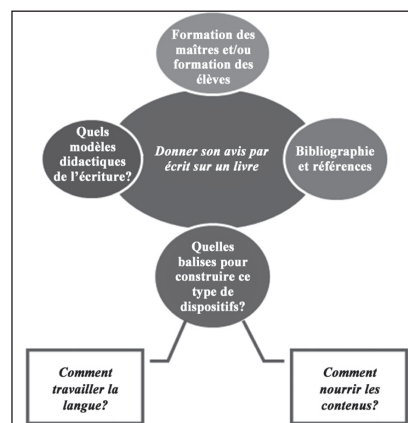 Formation des
maîtres et/ou
formation des
élèves
Quels
modèles
didactiques
de l'écriture?
Donner son avis par
écrit sur un livre
Bibliographie
et références
Quelles
balises pour
construire ce
type de
dispositifs?
Comment
travailler la
langue?
Comment
nourrir les
contenus?